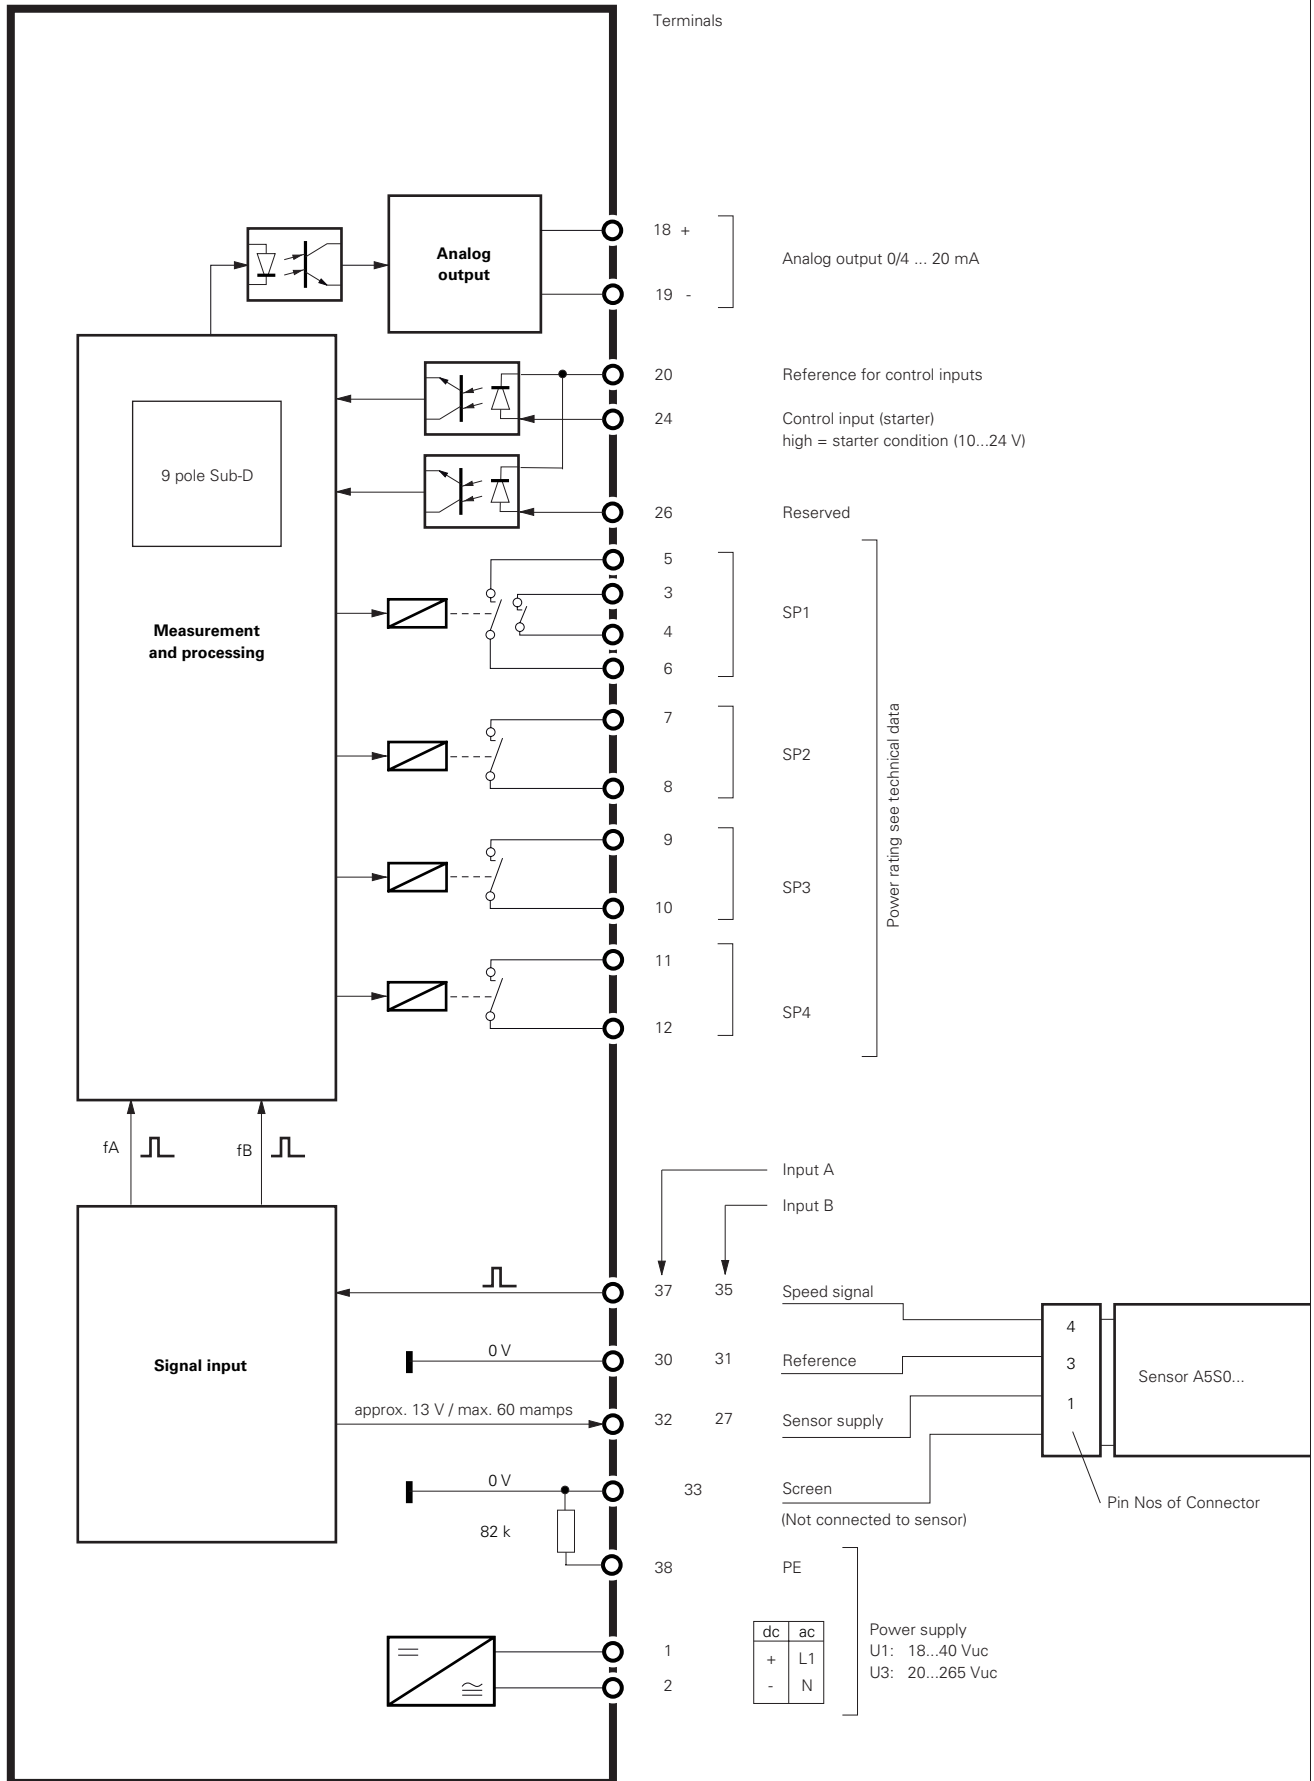 Terminals
18 +
Analog
output
Analog output 0/4 ... 20 mA
19 -
20 Reference for control inputs
24 Control input (starter)
high = starter condition (10...24 V)
9 pole Sub-D
26 Reserved
5
3
SP1
4
Measurement
and processing
6
7
SP2
8
Power rating see technical data
9
SP3
10
11
SP4
12
fA
fB
Input A
Input B
37 35 Speed signal
4
0 V
30 31 Reference
3
Signal input
Sensor A5S0...
1
approx. 13 V / max. 60 mamps
32 27 Sensor supply
0 V
33 Screen
Pin Nos of Connector
(Not connected to sensor)
82 k
38 PE
1
2
dc ac
+ L1
- N
Power supply
U1: 18...40 Vuc
U3: 20...265 Vuc